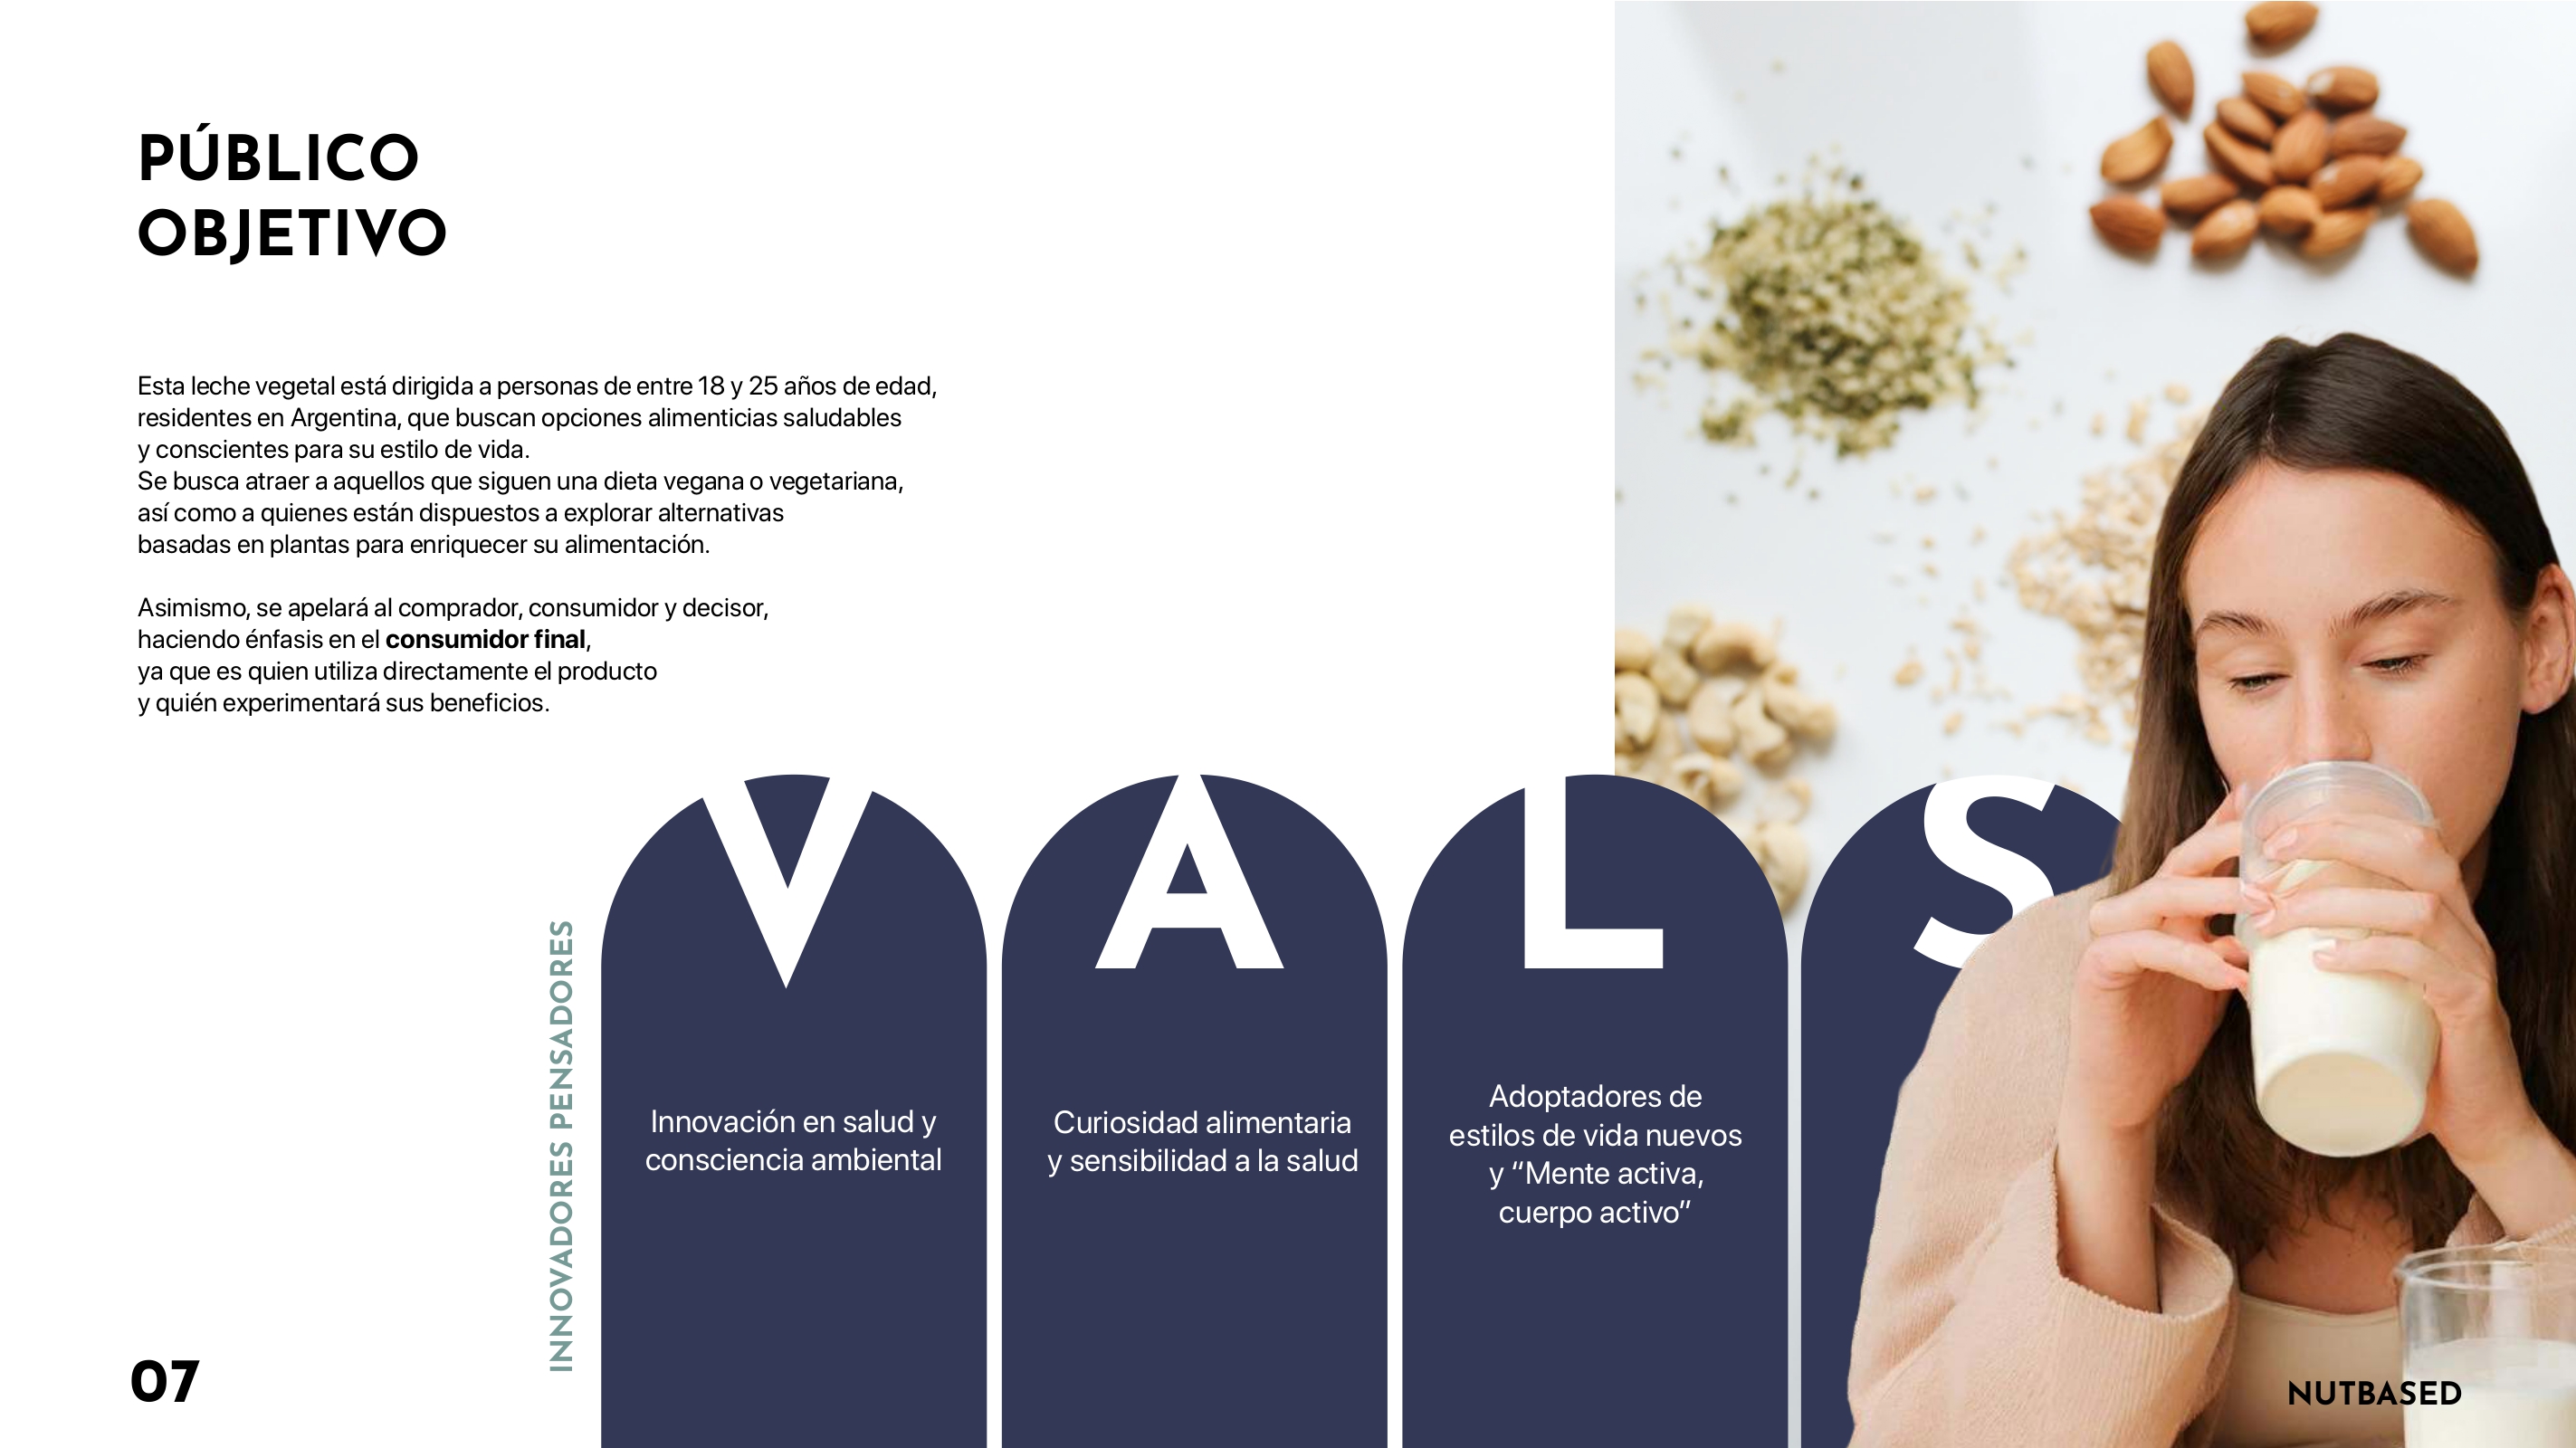 PÚBLICO
OBJETIVO
Esta leche vegetal está dirigida a personas de entre 18 y 25 años de edad,
residentes en Argentina, que buscan opciones alimenticias saludables
y conscientes para su estilo de vida.
Se busca atraer a aquellos que siguen una dieta vegana o vegetariana,
así como a quienes están dispuestos a explorar alternativas
basadas en plantas para enriquecer su alimentación.
Asimismo, se apelará al comprador, consumidor y decisor,
haciendo énfasis en el consumidor final,
ya que es quien utiliza directamente el producto
y quién experimentará sus beneficios.
INNOVADORES PENSADORES
V
Innovación en salud y
consciencia ambiental
A
Curiosidad alimentaria
y sensibilidad a la salud
L
Adoptadores de
estilos de vida nuevos
y “Mente activa,
cuerpo activo”
S
07
NUTBASED